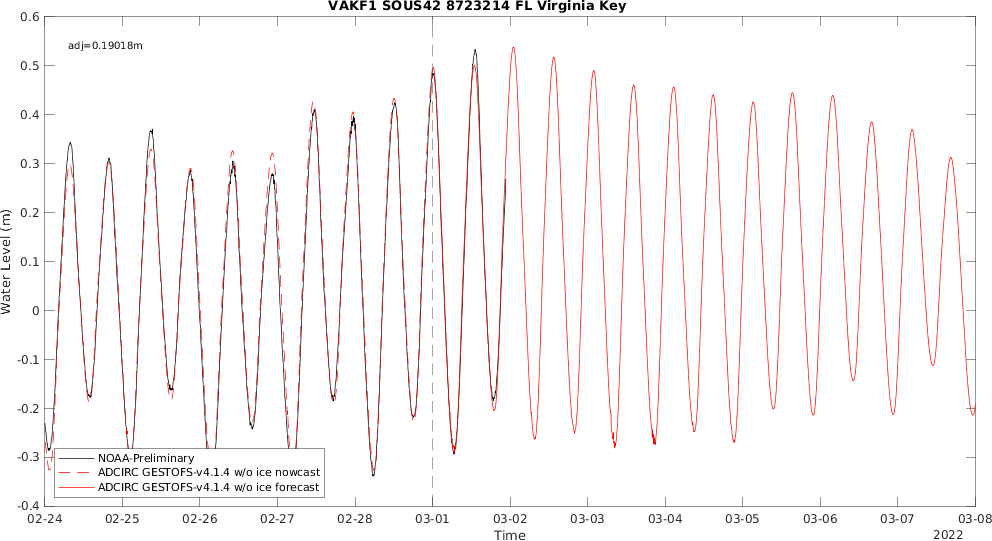 VAKF1 SOUS42 8723214 FL Virginia Key
adj=0.19018m
0.6
0.5
0.4
0.3
0.2
0.1
0
-0.1
-0.2
-0.3
-0.4
Water Level (m)
NOAA-Preliminary
ADCIRC GESTOFS-v4.1.4 w/o ice nowcast
ADCIRC GESTOFS-v4.1.4 w/o ice forecast
02-24 02-25 02-26 02-27 02-28 03-01 03-02 03-03 03-04 03-05 03-06 03-07 03-08
Time
2022